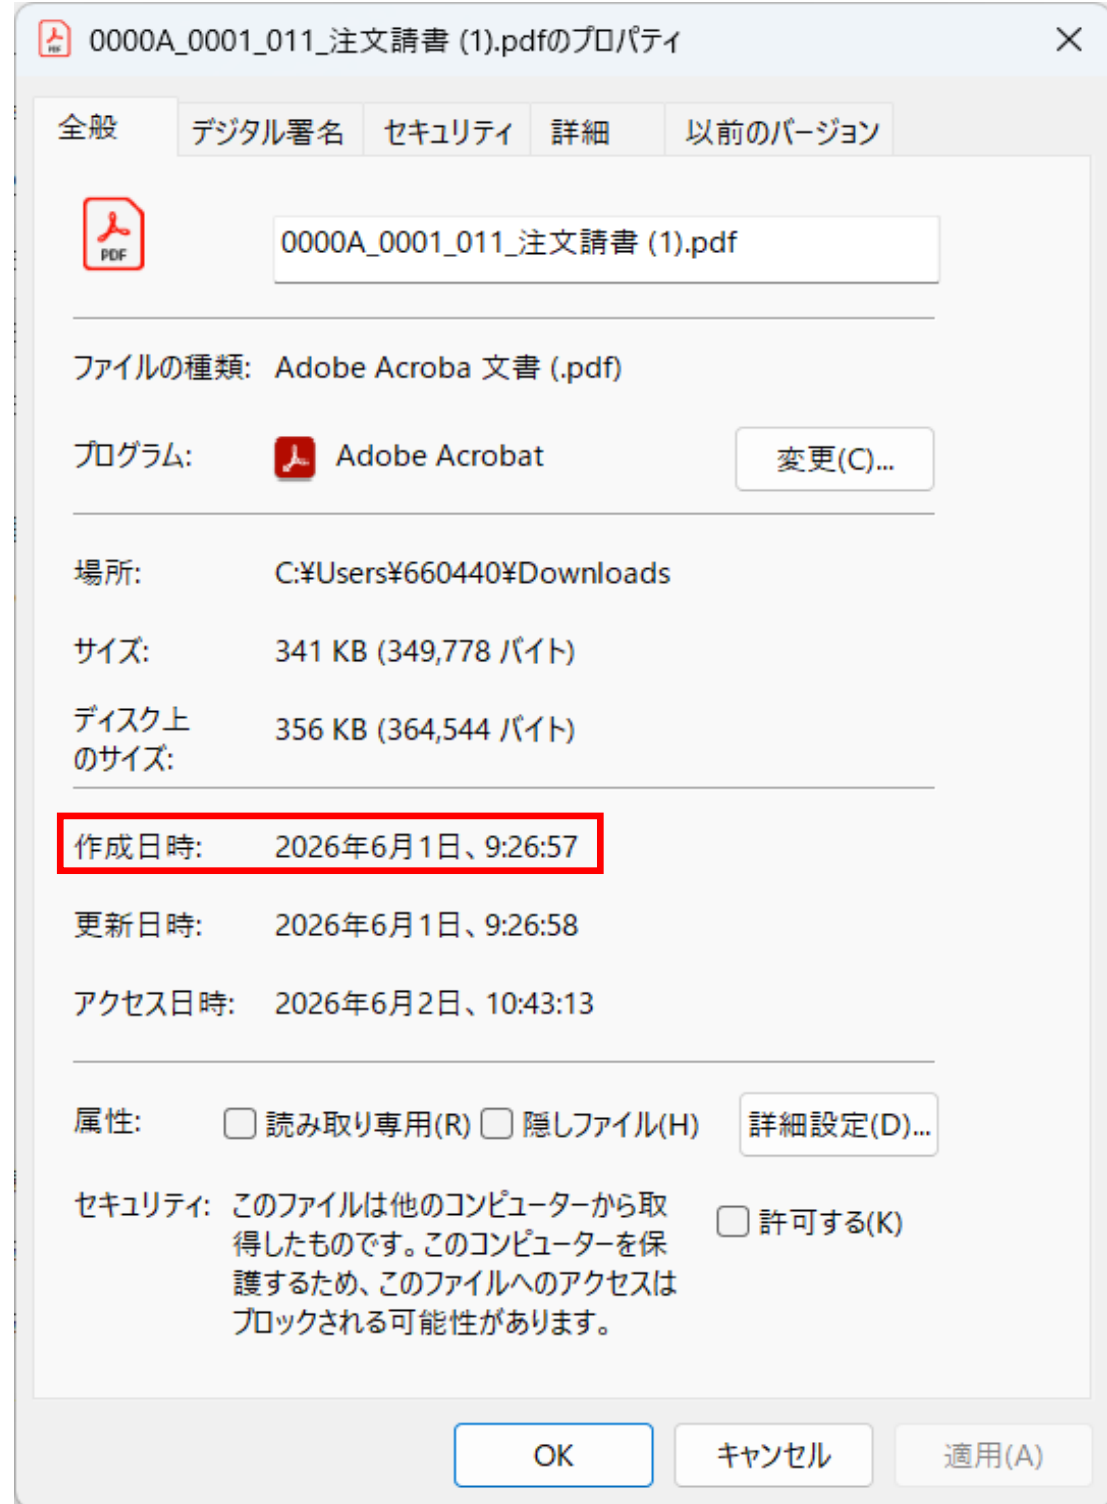 0000A_0001_011_注文請書 (1).pdfのプロパティ
全般 デジタル署名 セキュリティ 詳細 以前のバージョン
PDF
0000A_0001_011_注文請書 (1).pdf
ファイルの種類: Adobe Acroba 文書 (.pdf)
プログラム: Adobe Acrobat 変更(C)...
場所: C:¥Users¥660440¥Downloads
サイズ: 341 KB (349,778 バイト)
ディスク上
のサイズ: 356 KB (364,544 バイト)
作成日時: 2026年6月1日、9:26:57
更新日時: 2026年6月1日、9:26:58
アクセス日時: 2026年6月2日、10:43:13
属性: 読み取り専用(R) 隠しファイル(H) 詳細設定(D)...
セキュリティ: このファイルは他のコンピューターから取
得したものです。このコンピューターを保
護するため、このファイルへのアクセスは
ブロックされる可能性があります。
許可する(K)
OK キャンセル 適用(A)